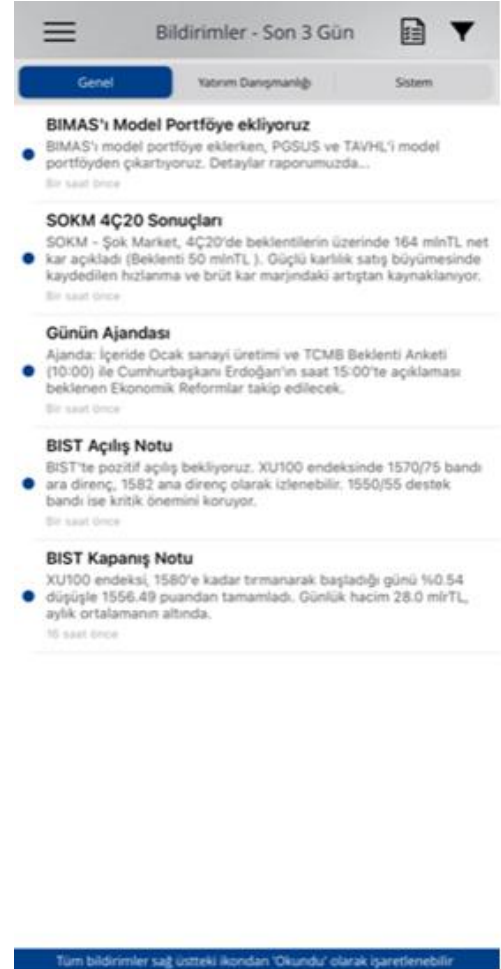 Bildirimler - Son 3 Gün
Genel
Yatırım Danışmanlığı
Sistem
BIMAS'ı Model Portföye ekliyoruz
BIMAS'ı model portföye eklerken, PGSUS ve TAVHL'i model
portföyden çıkartıyoruz. Detaylar raporumuzda...
Bir saat önce
SOKM 4Ç20 Sonuçları
SOKM - Şok Market, 4Ç20'de beklentilerin üzerinde 164 mlnTL net
kar açıkladı (Beklenti 50 mlnTL ). Güçlü karlılık satış büyümesinde
kaydedilen hızlanma ve brüt kar marjındaki artıştan kaynaklanıyor.
Bir saat önce
Günün Ajandası
Ajanda: İçeride Ocak sanayi üretimi ve TCMB Beklenti Anketi
(10:00) ile Cumhurbaşkanı Erdoğan'ın saat 15:00'te açıklaması
beklenen Ekonomik Reformlar takip edilecek.
Bir saat önce
BIST Açılış Notu
BIST'te pozitif açılış bekliyoruz. XU100 endeksinde 1570/75 bandı
ara direnç, 1582 ana direnç olarak izlenebilir. 1550/55 destek
bandı ise kritik önemini koruyor.
Bir saat önce
BIST Kapanış Notu
XU100 endeksi, 1580'e kadar tırmanarak başladığı günü %0.54
düşüşle 1556.49 puandan tamamladı. Günlük hacim 28.0 mlrTL,
aylık ortalamanın altında.
16 saat önce
Tüm bildirimler sağ üstteki ikondan 'Okundu' olarak işaretlenebilir